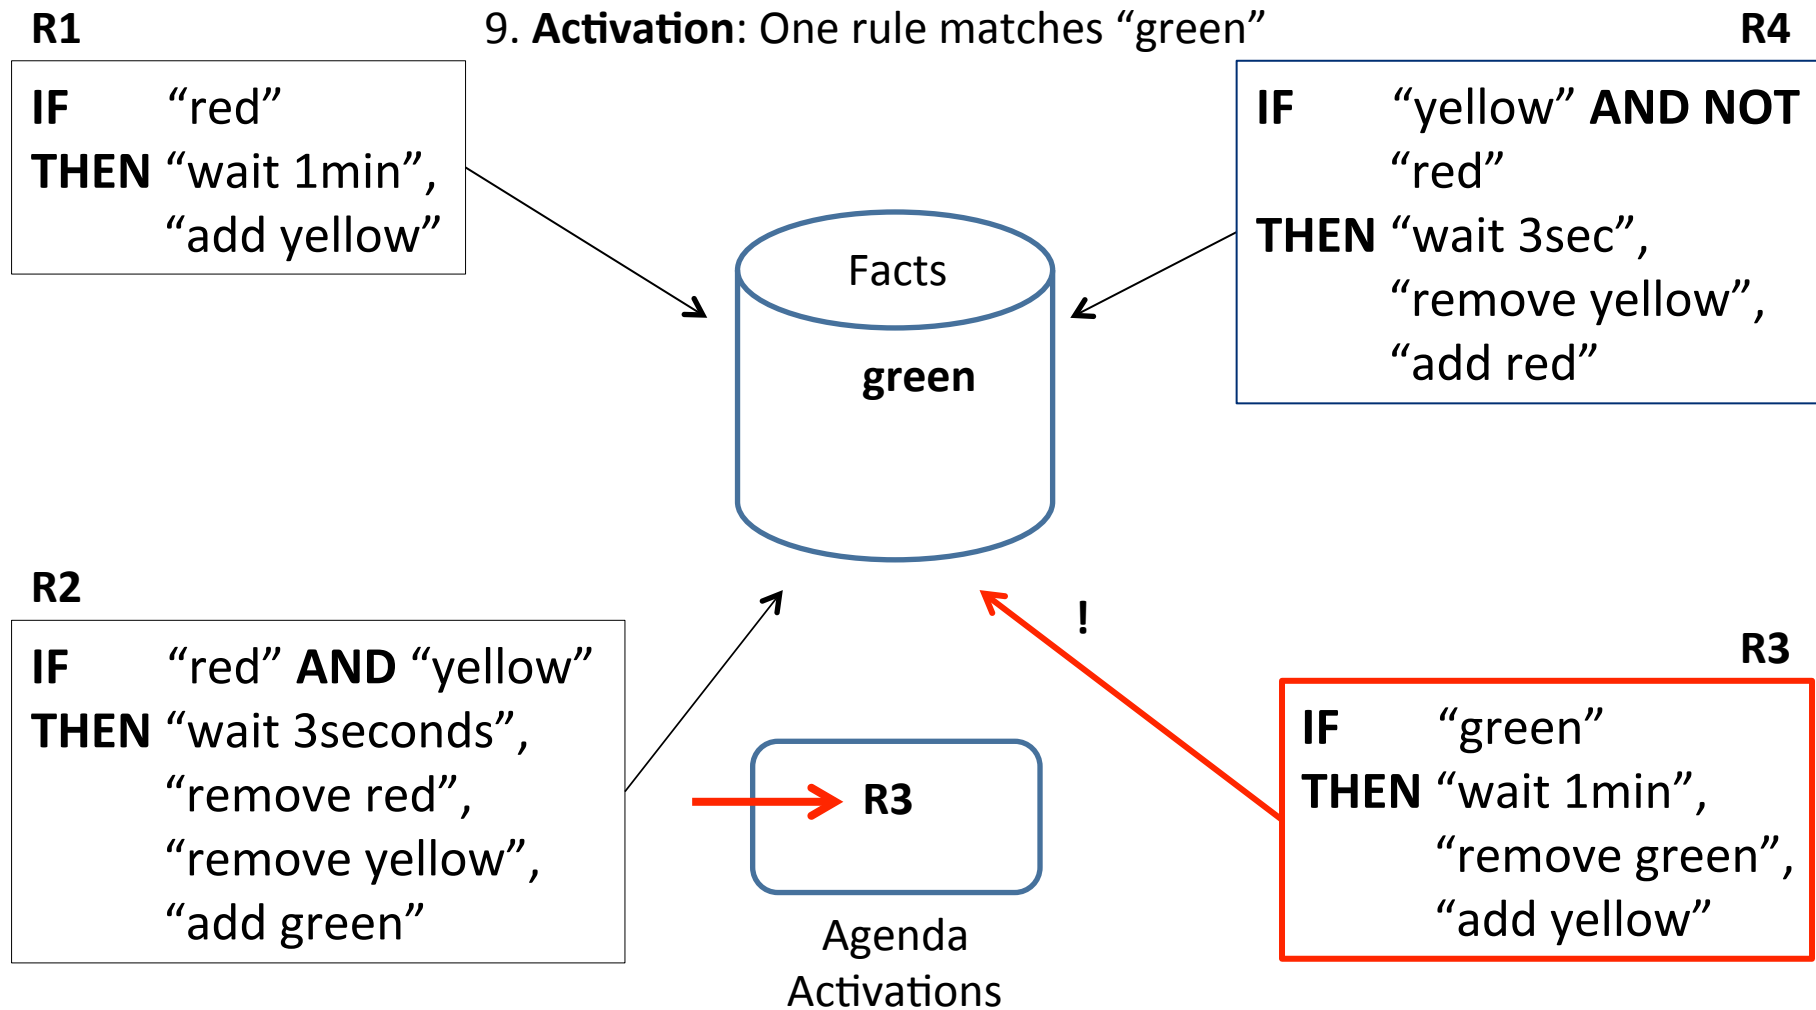 9. Activation: One rule matches “green”
R1
IF “red”
THEN “wait 1min”,
“add yellow”
R4
IF “yellow” AND NOT
“red”
THEN “wait 3sec”,
“remove yellow”,
“add red”
Facts
green
R2
IF “red” AND “yellow”
THEN “wait 3seconds”,
“remove red”,
“remove yellow”,
“add green”
!
R3
IF “green”
THEN “wait 1min”,
“remove green”,
“add yellow”
R3
Agenda
Activations